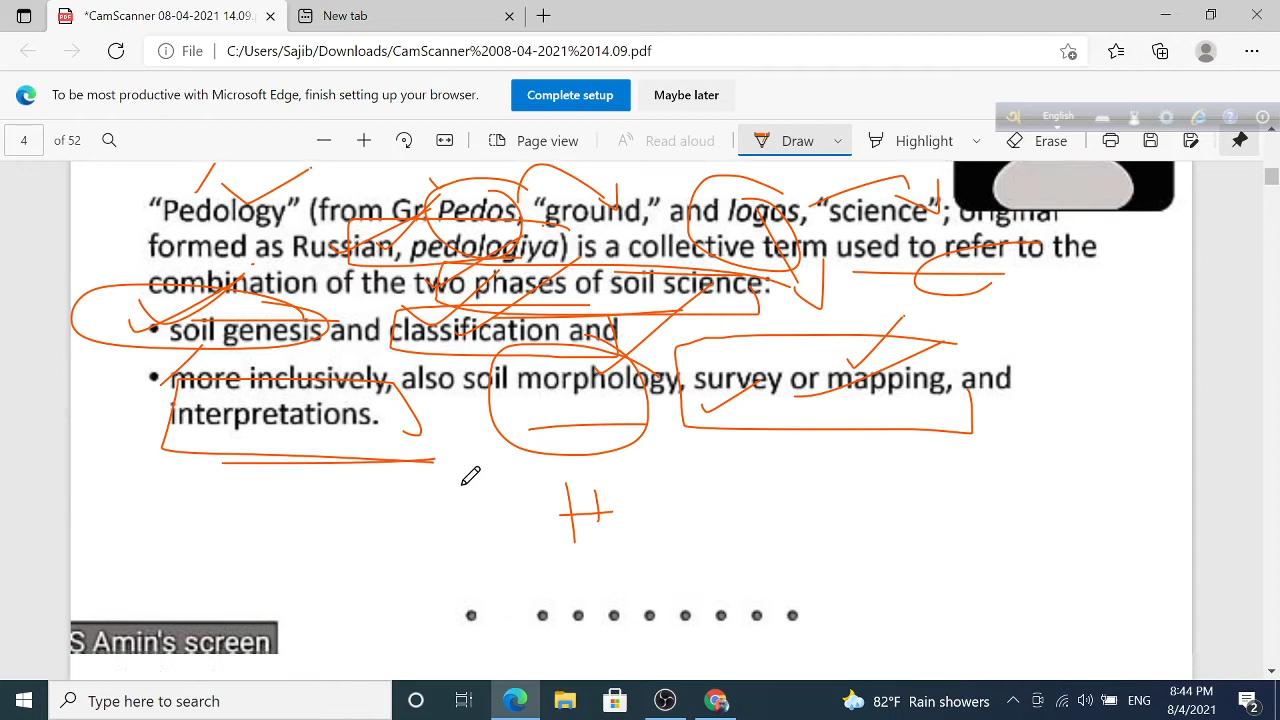 *CamScanner 08-04-2021 14.09.p
New tab
File
C:/Users/Sajib/Downloads/CamScanner%2008-04-2021%2014.09.pdf
To be most productive with Microsoft Edge, finish setting up your browser.
Complete setup
Maybe later
English
4 of 52
Page view
Read aloud
Draw
Highlight
Erase
“Pedology” (from Gr. Pedos, “ground,” and logos, “science”; original
formed as Russian, pedologiya) is a collective term used to refer to the
combination of the two phases of soil science:
• soil genesis and classification and
• more inclusively, also soil morphology, survey or mapping, and
interpretations.
H
S Amin's screen
Type here to search
82°F Rain showers
ENG
8:44 PM
8/4/2021
2